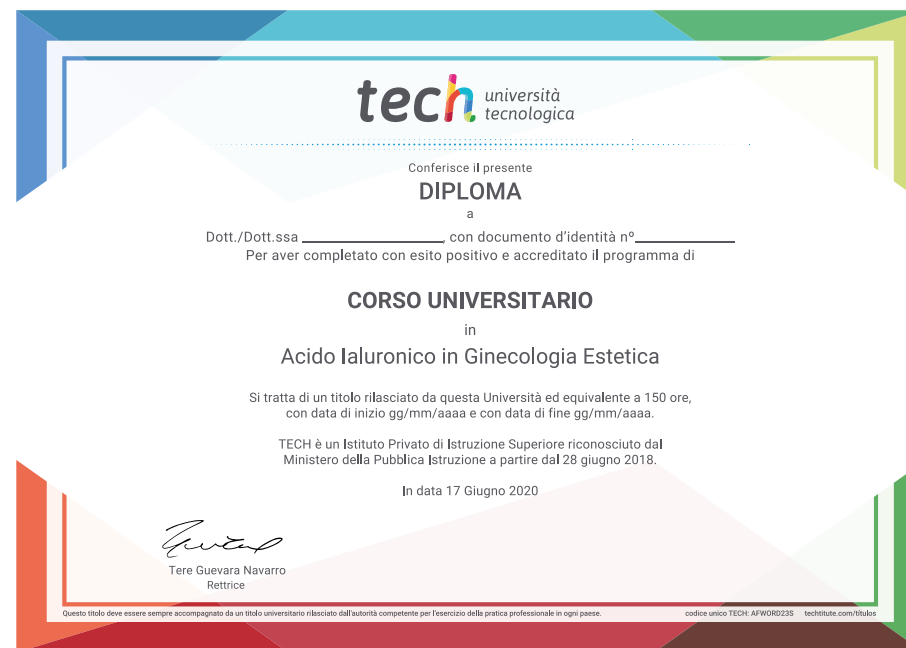 tech università
tecnologica
Conferisce il presente
DIPLOMA
a
Dott./Dott.ssa ______________, con documento d'identità nº__________
Per aver completato con esito positivo e accreditato il programma di
CORSO UNIVERSITARIO
in
Acido Ialuronico in Ginecologia Estetica
Si tratta di un titolo rilasciato da questa Università ed equivalente a 150 ore,
con data di inizio gg/mm/aaaa e con data di fine gg/mm/aaaa.
TECH è un Istituto Privato di Istruzione Superiore riconosciuto dal
Ministero della Pubblica Istruzione a partire dal 28 giugno 2018.
In data 17 Giugno 2020
Tere Guevara Navarro
Rettrice
Questo titolo deve essere sempre accompagnato da un titolo universitario rilasciato dall'autorità competente per l'esercizio della pratica professionale in ogni paese. codice unico TECH: AFWORD23S techtitute.com/titulos